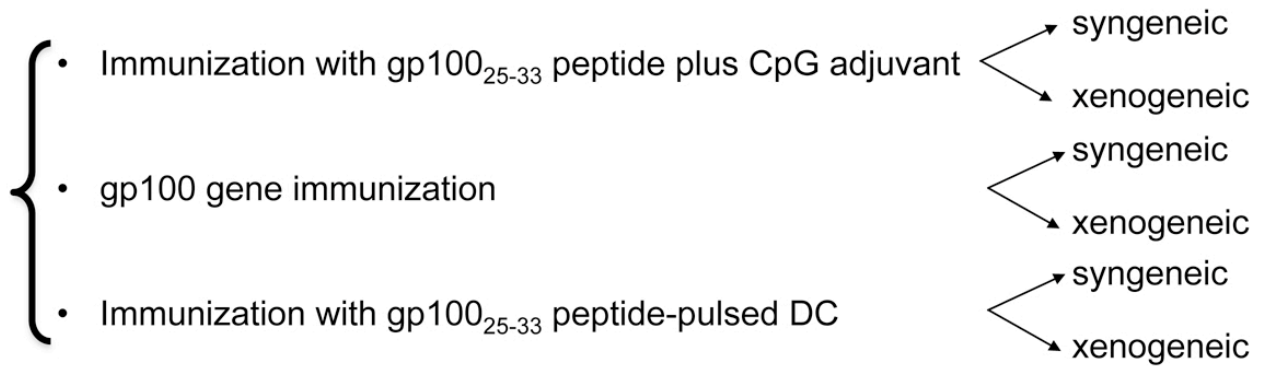 syngeneic
• Immunization with gp100₂₅₋₃₃ peptide plus CpG adjuvant
xenogeneic
syngeneic
• gp100 gene immunization
xenogeneic
syngeneic
• Immunization with gp100₂₅₋₃₃ peptide-pulsed DC
xenogeneic